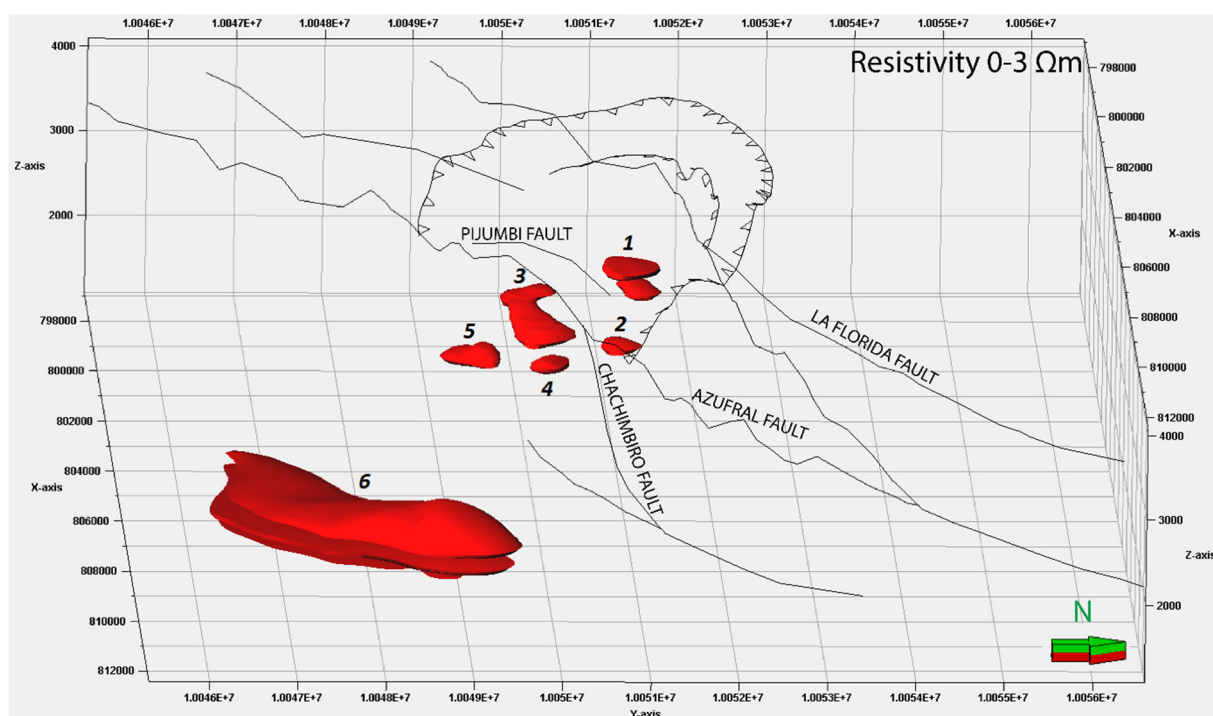 1.0046E+7 1.0047E+7 1.0048E+7 1.0049E+7 1.005E+7 1.0051E+7 1.0052E+7 1.0053E+7 1.0054E+7 1.0055E+7 1.0056E+7
Resistivity 0-3 Ωm
4000
798000
800000
3000
Z-axis
802000
2000
804000
X-axis
PIJUMBI FAULT
1
806000
3
798000
2
LA FLORIDA FAULT
808000
5
800000
4
810000
CHACHIMBIRO FAULT
AZUFRAL FAULT
802000
812000
4000
804000
6
X-axis
806000
3000
Z-axis
808000
810000
N
2000
812000
1.0046E+7 1.0047E+7 1.0048E+7 1.0049E+7 1.005E+7 1.0051E+7 1.0052E+7 1.0053E+7 1.0054E+7 1.0055E+7 1.0056E+7
Y-axis